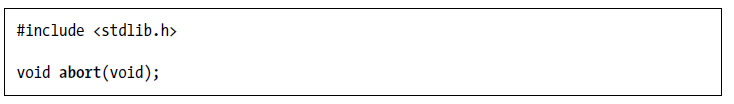 #include <stdlib.h>
void abort(void);